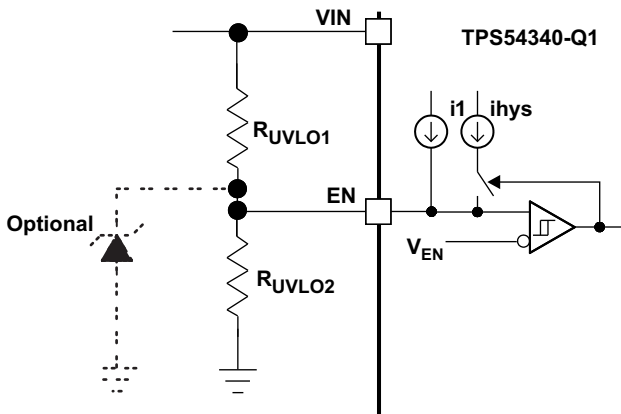 VIN
TPS54340-Q1
i1 ihys
RUVLO1
EN
Optional
VEN
RUVLO2